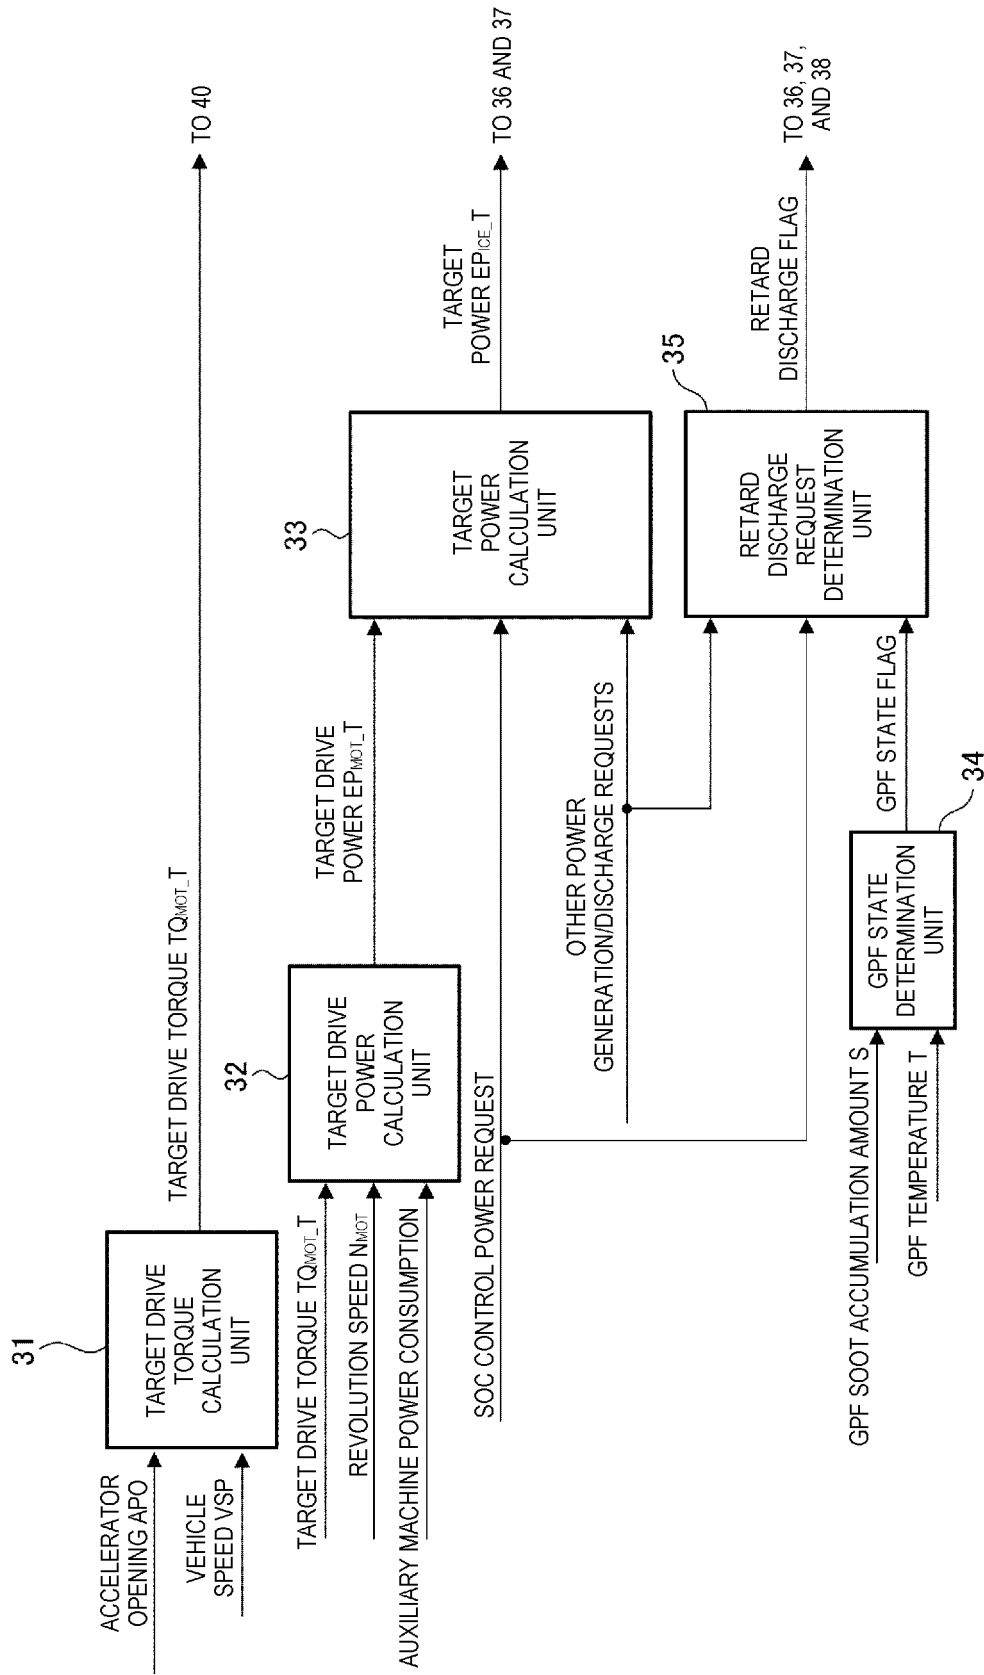 31
ACCELERATOR
OPENING APO
VEHICLE
SPEED VSP
TARGET DRIVE
TORQUE
CALCULATION
UNIT
TARGET DRIVE TORQUE TQMOT_T
TO 40
32
TARGET DRIVE TORQUE TQMOT_T
REVOLUTION SPEED NMOT
AUXILIARY MACHINE POWER CONSUMPTION
TARGET DRIVE
POWER
CALCULATION
UNIT
TARGET DRIVE
POWER EPMOT_T
33
SOC CONTROL POWER REQUEST
OTHER POWER
GENERATION/DISCHARGE REQUESTS
TARGET
POWER
CALCULATION
UNIT
TARGET
POWER EPICE_T
TO 36 AND 37
GPF SOOT ACCUMULATION AMOUNT S
GPF TEMPERATURE T
GPF STATE
DETERMINATION
UNIT
34
GPF STATE FLAG
35
RETARD
DISCHARGE
REQUEST
DETERMINATION
UNIT
RETARD
DISCHARGE FLAG
TO 36, 37,
AND 38